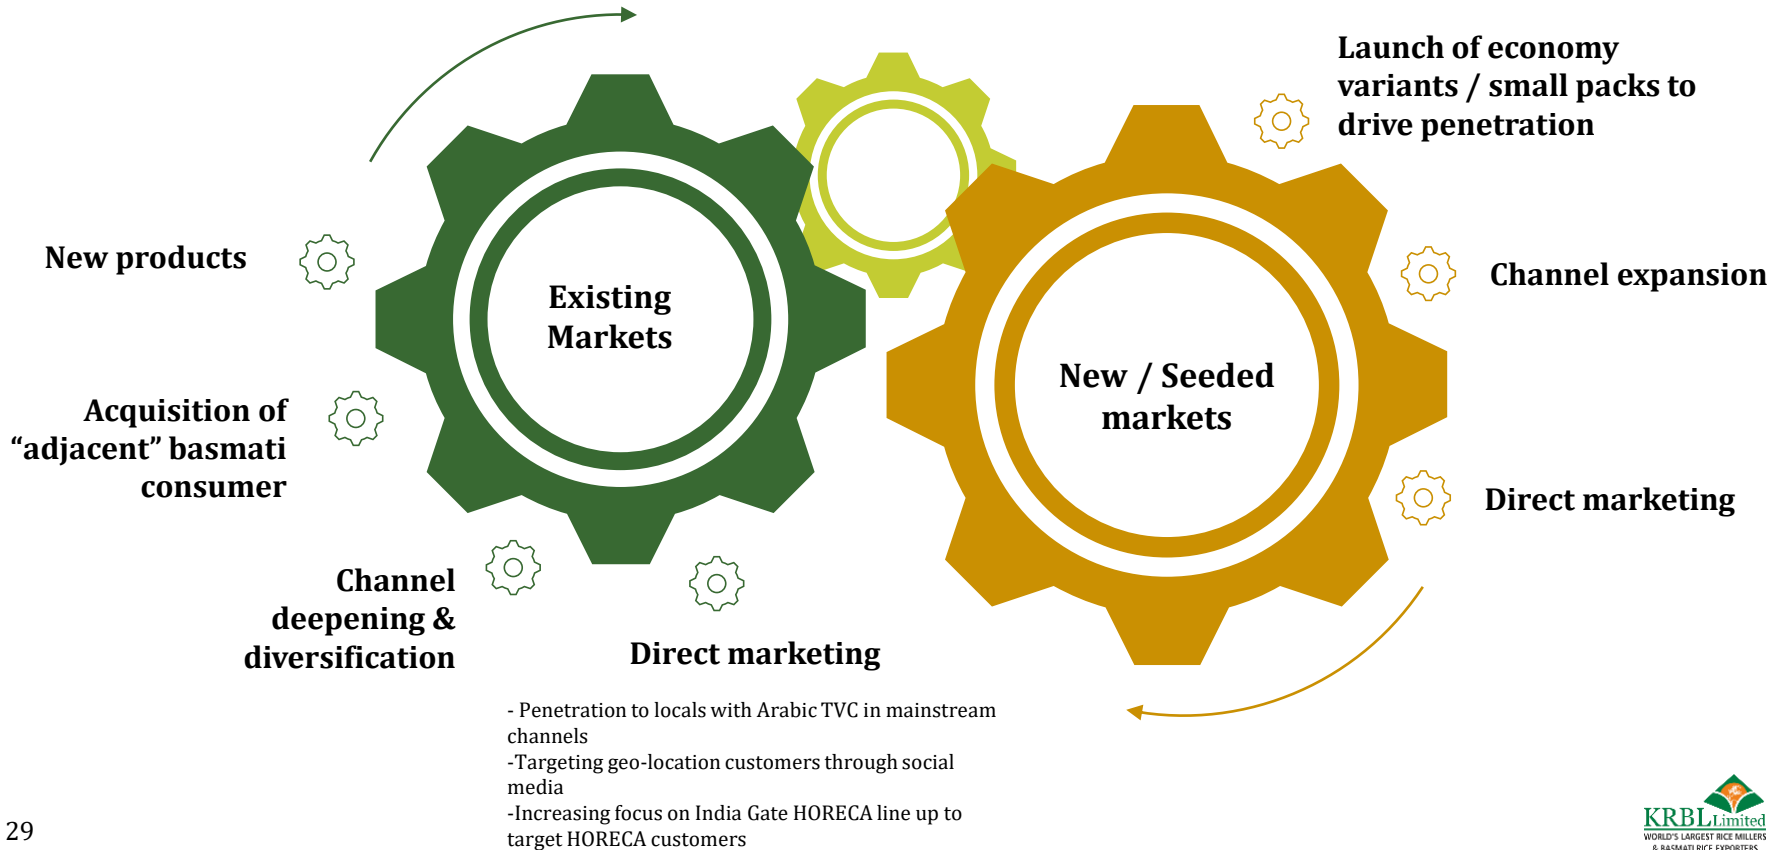 Launch of economy
variants / small packs to
drive penetration
New products
Existing
Markets
Channel expansion
Acquisition of
“adjacent” basmati
consumer
New / Seeded
markets
Direct marketing
Channel
deepening &
diversification
Direct marketing
- Penetration to locals with Arabic TVC in mainstream
channels
-Targeting geo-location customers through social
media
-Increasing focus on India Gate HORECA line up to
target HORECA customers
29
KRBL Limited
WORLD'S LARGEST RICE MILLERS
& BASMATI RICE EXPORTERS